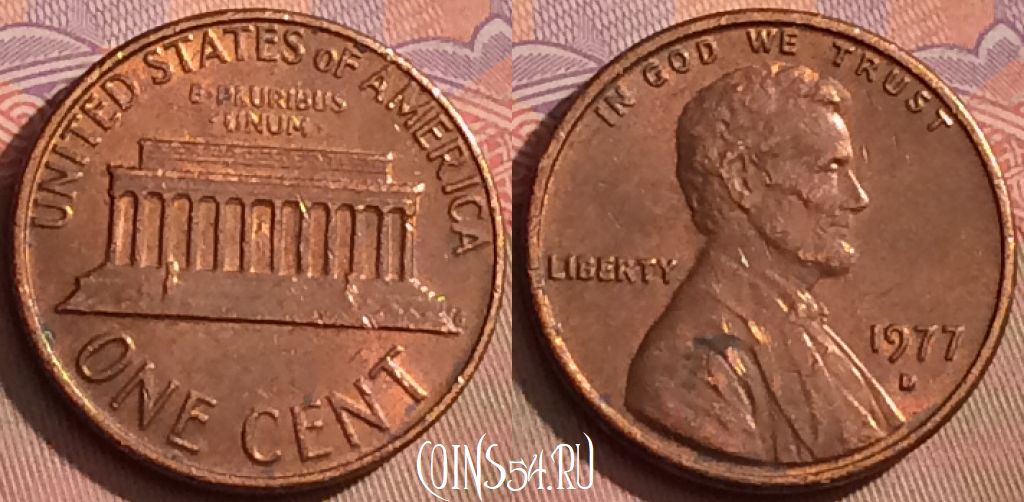 UNITED STATES oF AMERICA
E·PLURIBUS
·UNUM·
ONE CENT
IN GOD WE TRUST
LIBERTY
1977
D
COINS54.RU